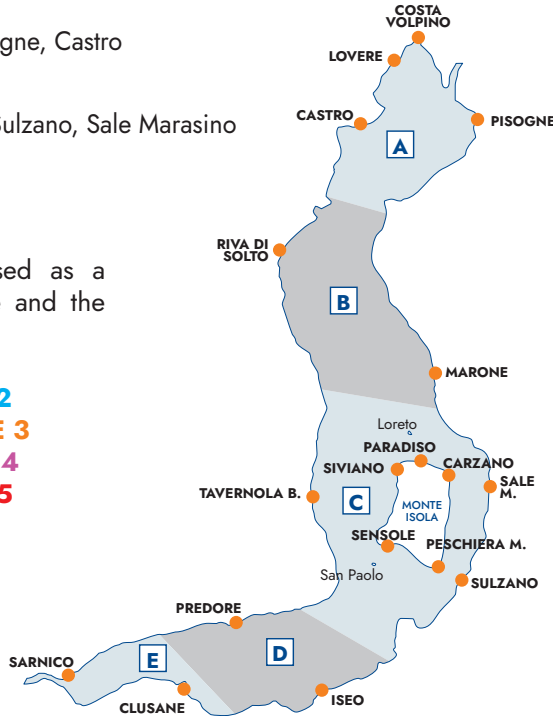 gne, Castro
Sulzano, Sale Marasino
sed as a
and the
2
E 3
4
5
COSTA
VOLPINO
LOVERE
CASTRO
PISOGNE
A
RIVA DI
SOLTO
B
MARONE
Loreto
PARADISO
SIVIANO
CARZANO
SALE
M.
TAVERNOLA B.
C
MONTE
ISOLA
SENSOLE
PESCHIERA M.
San Paolo
SULZANO
PREDORE
D
E
SARNICO
CLUSANE
ISEO